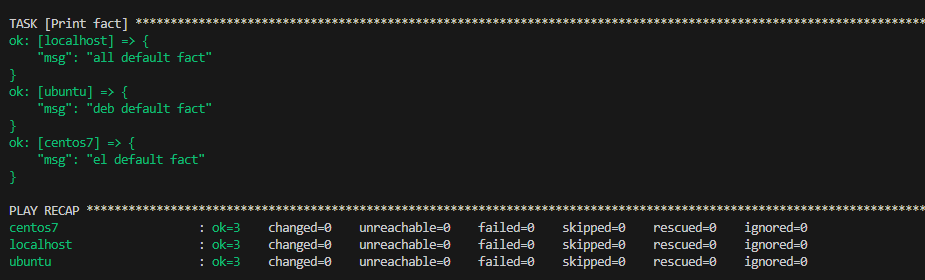 TASK [Print fact] ****************************************************************************************************************
ok: [localhost] => {
    "msg": "all default fact"
}
ok: [ubuntu] => {
    "msg": "deb default fact"
}
ok: [centos7] => {
    "msg": "el default fact"
}
PLAY RECAP ***********************************************************************************************************************
centos7                    : ok=3    changed=0    unreachable=0    failed=0    skipped=0    rescued=0    ignored=0
localhost                  : ok=3    changed=0    unreachable=0    failed=0    skipped=0    rescued=0    ignored=0
ubuntu                     : ok=3    changed=0    unreachable=0    failed=0    skipped=0    rescued=0    ignored=0